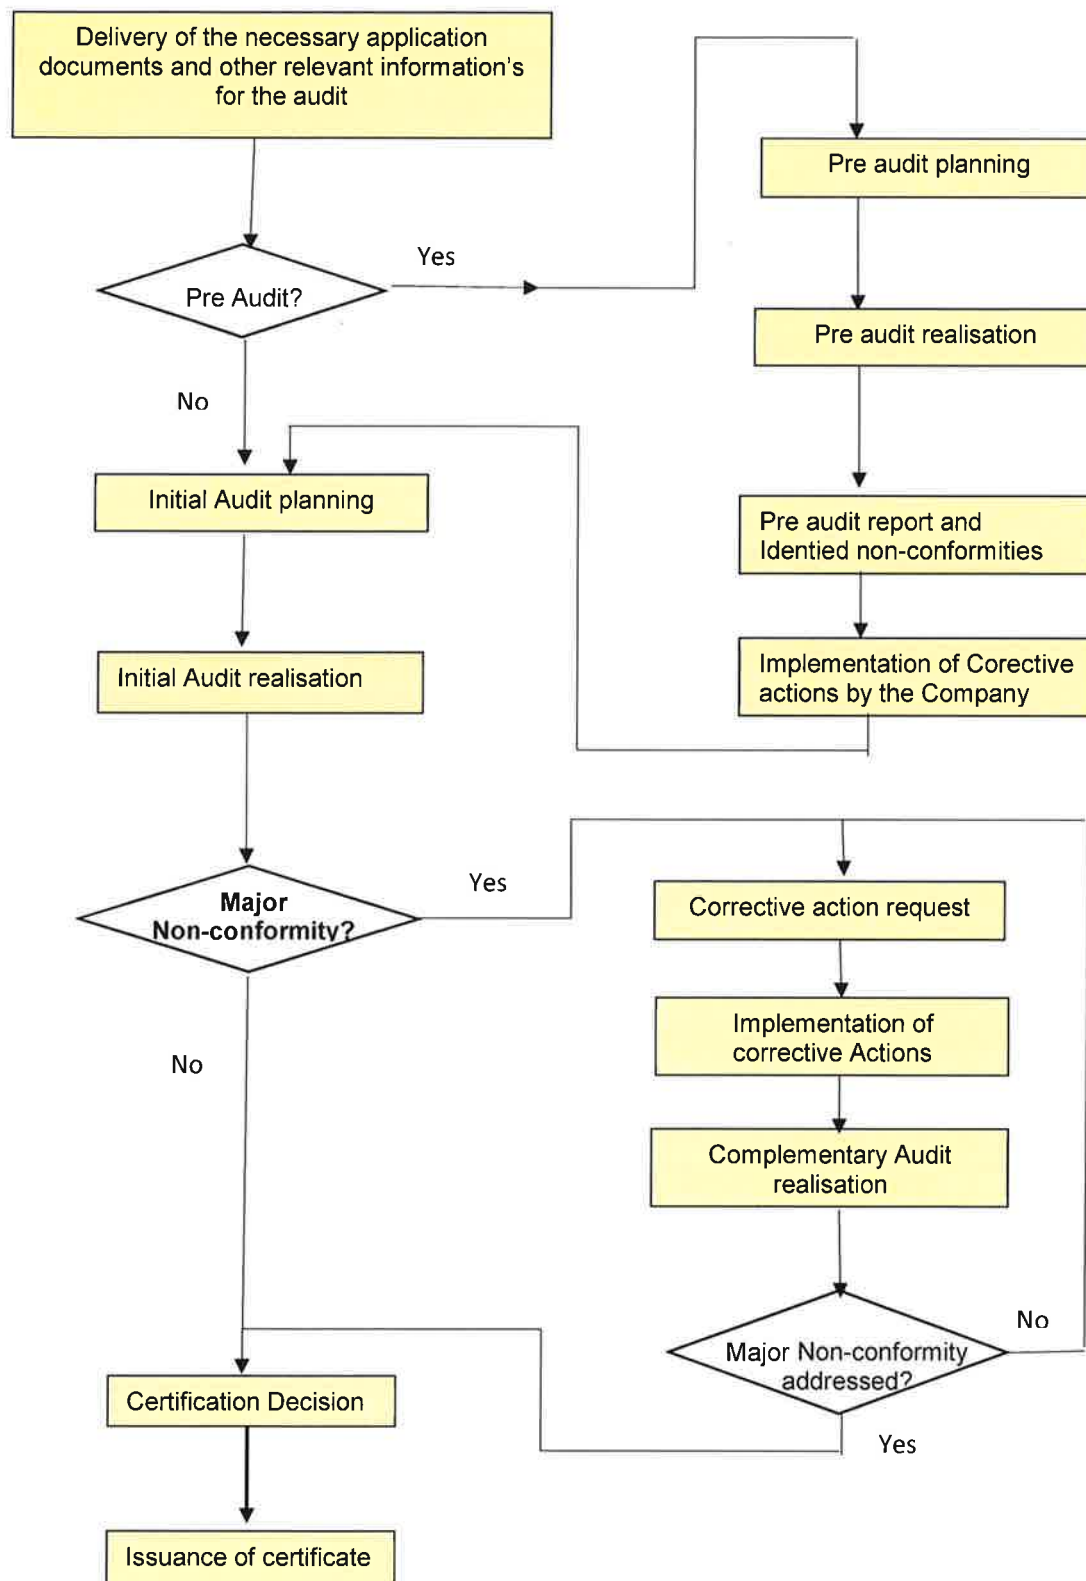 Delivery of the necessary application
documents and other relevant information's
for the audit
Pre Audit?
Yes
No
Pre audit planning
Pre audit realisation
Pre audit report and
Identied non-conformities
Implementation of Corective
actions by the Company
Initial Audit planning
Initial Audit realisation
Major
Non-conformity?
Yes
No
Corrective action request
Implementation of
corrective Actions
Complementary Audit
realisation
Major Non-conformity
addressed?
No
Yes
Certification Decision
Issuance of certificate